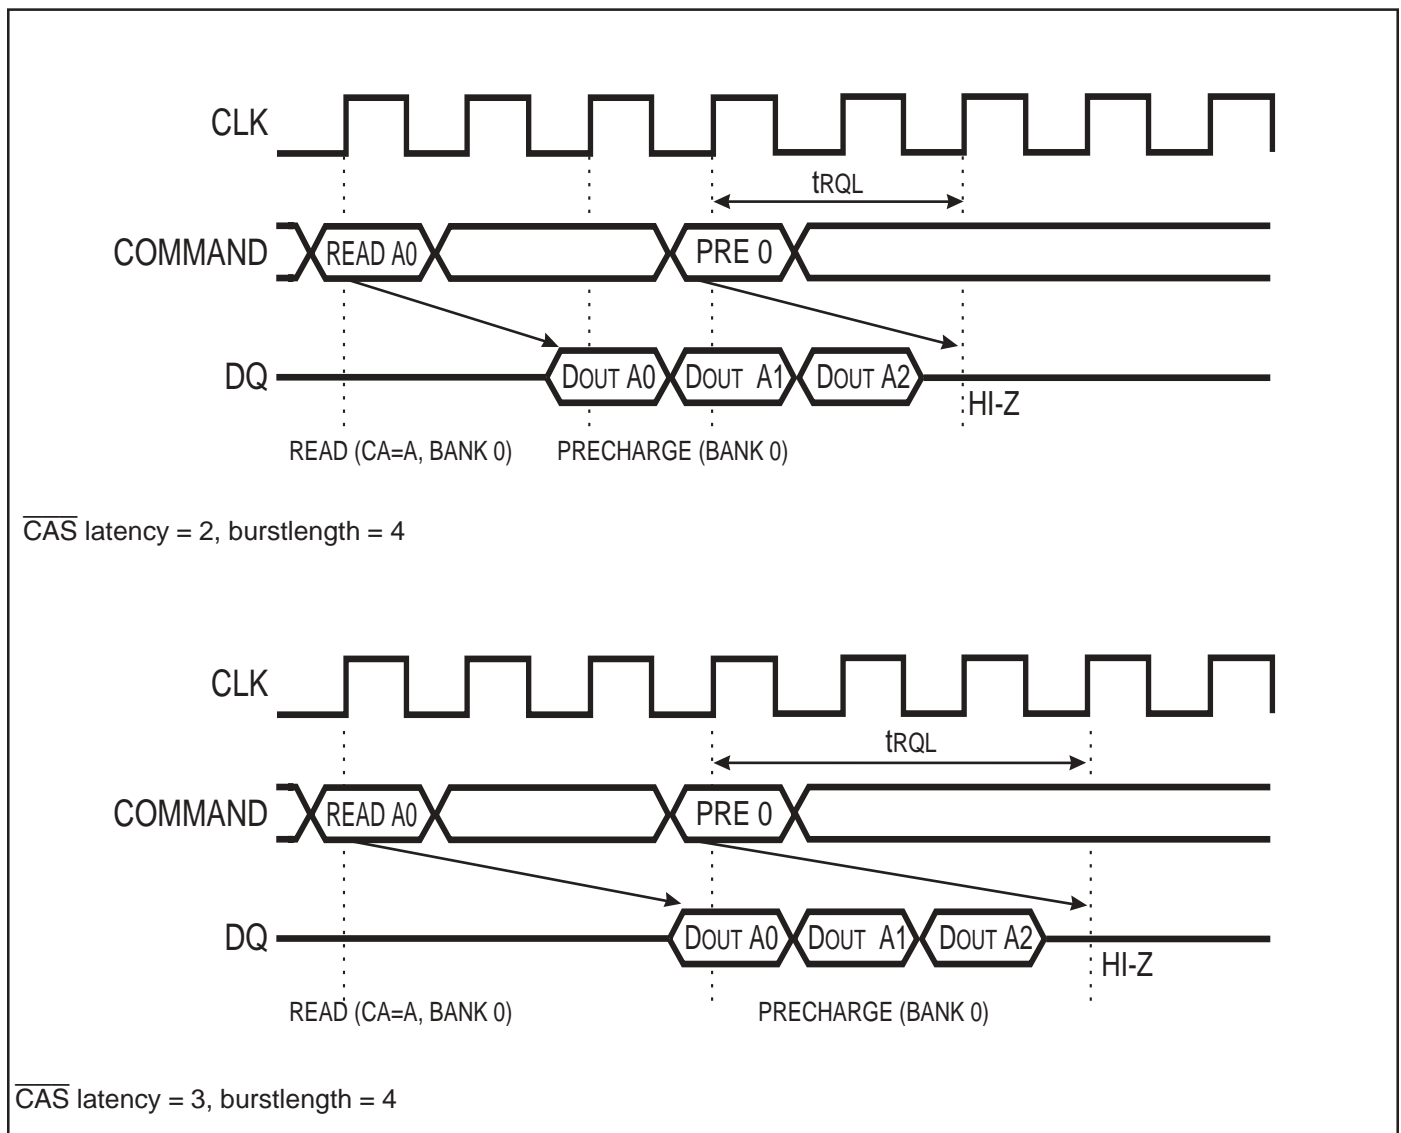 CLK
tRQL
COMMAND READ A0 PRE 0
DQ DOUT A0 DOUT A1 DOUT A2 HI-Z
READ (CA=A, BANK 0) PRECHARGE (BANK 0)
CAS latency = 2, burstlength = 4
CLK
tRQL
COMMAND READ A0 PRE 0
DQ DOUT A0 DOUT A1 DOUT A2 HI-Z
READ (CA=A, BANK 0) PRECHARGE (BANK 0)
CAS latency = 3, burstlength = 4